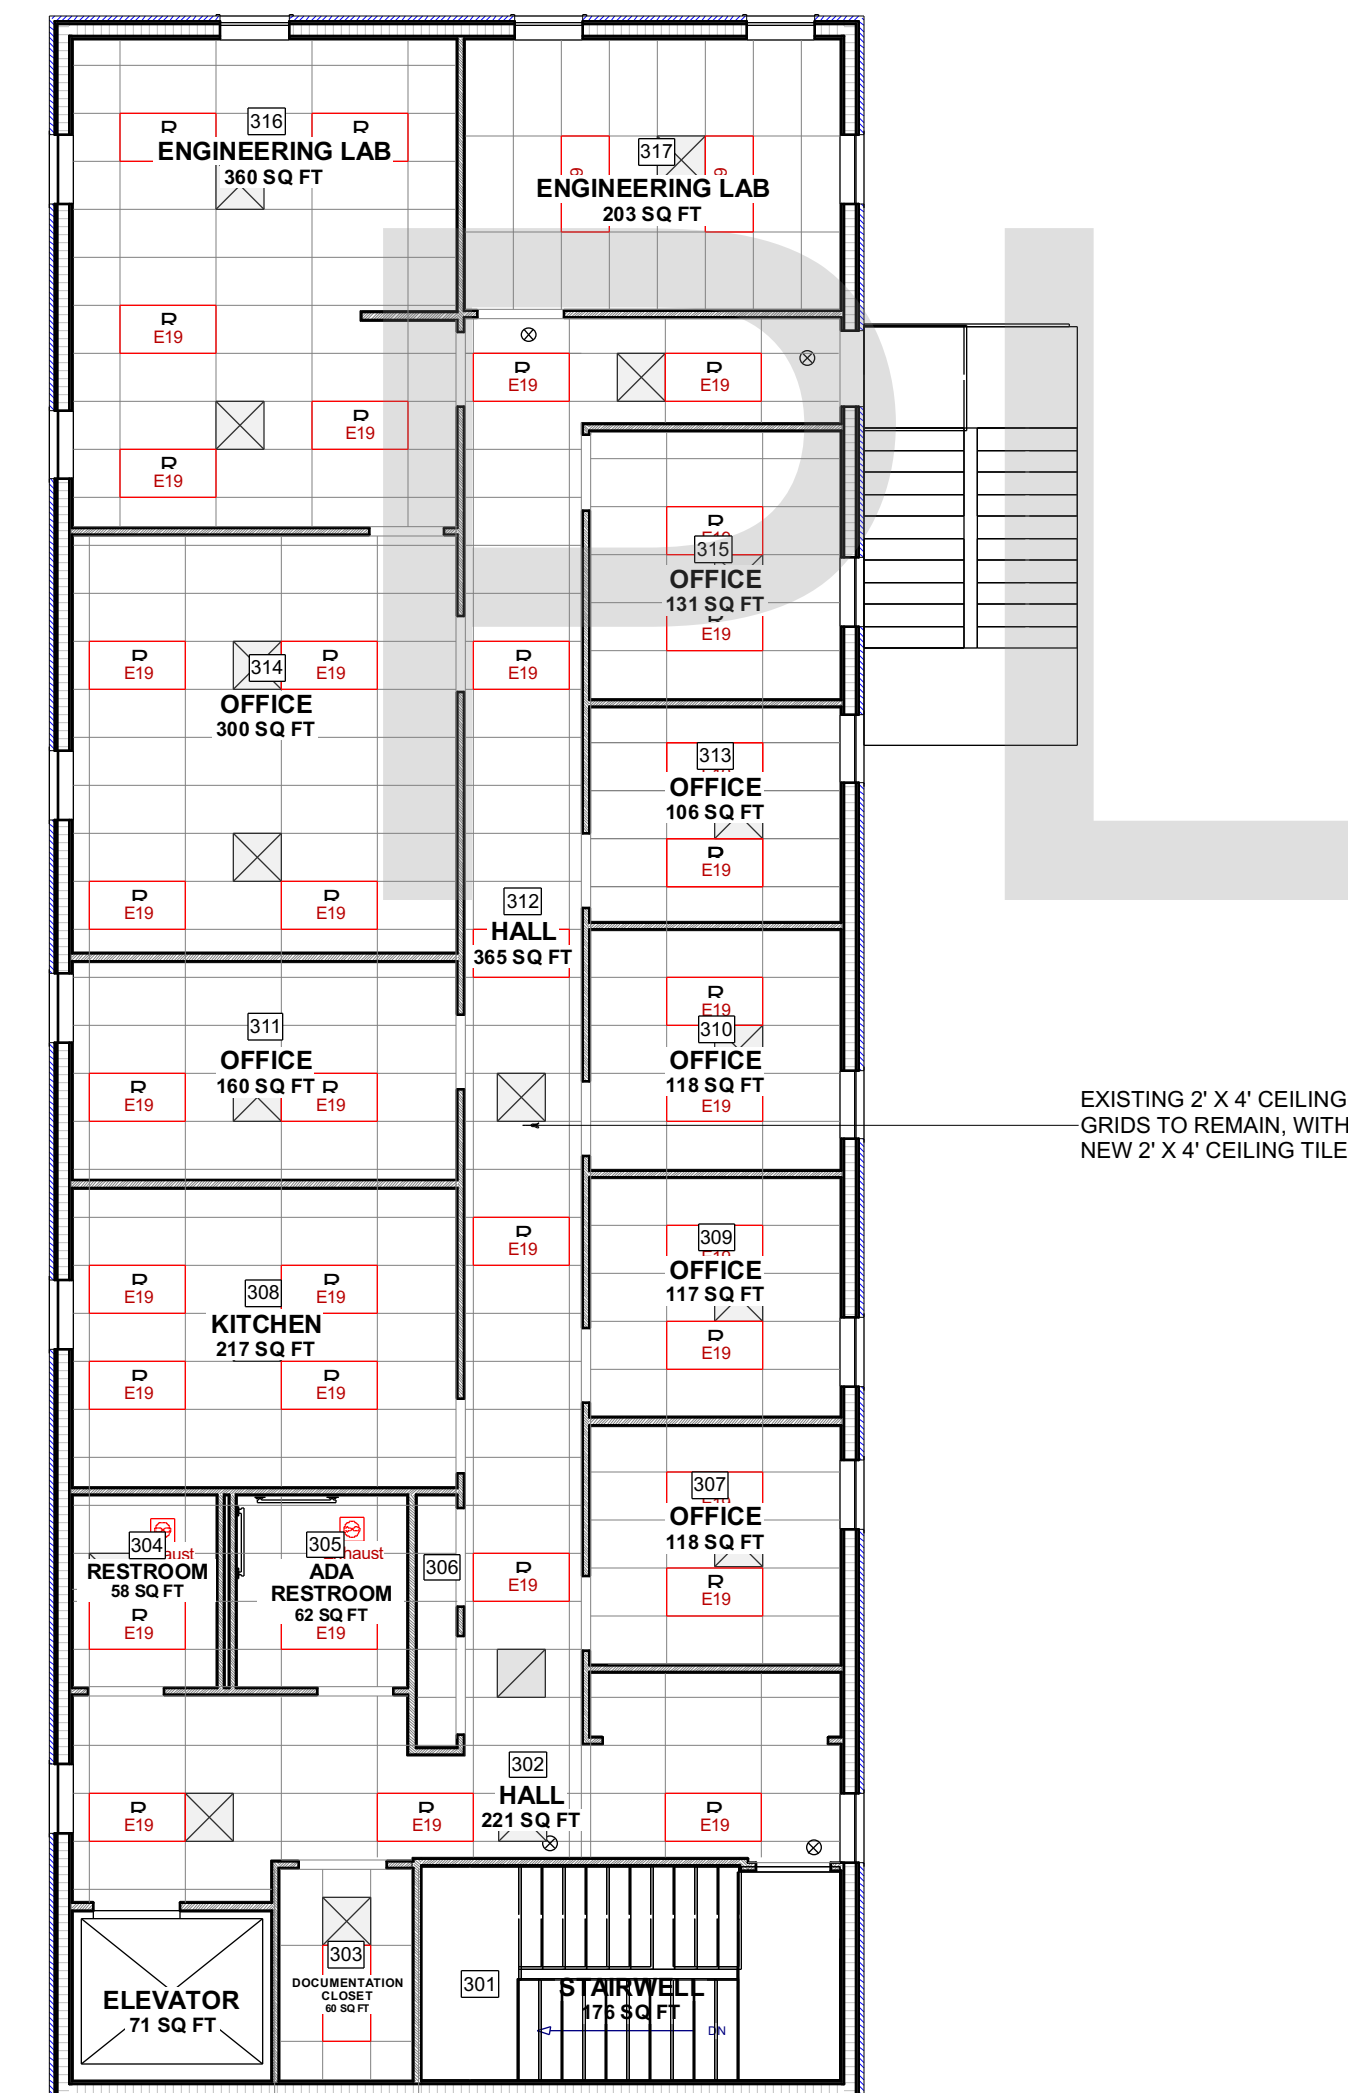 316
R
R
ENGINEERING LAB
360 SQ FT
317
ENGINEERING LAB
203 SQ FT
R
E19
R
E19
R
E19
R
E19
R
E19
R
315
OFFICE
131 SQ FT
E19
R
E19
314
R
E19
R
E19
OFFICE
300 SQ FT
313
OFFICE
106 SQ FT
R
E19
R
E19
R
E19
312
HALL
365 SQ FT
R
E19
310
OFFICE
118 SQ FT
E19
311
OFFICE
160 SQ FT
R
E19
R
E19
EXISTING 2' X 4' CEILING
GRIDS TO REMAIN, WITH
NEW 2' X 4' CEILING TILE
R
E19
309
OFFICE
117 SQ FT
R
E19
R
E19
308
R
E19
KITCHEN
217 SQ FT
R
E19
R
E19
307
OFFICE
118 SQ FT
R
E19
304
RESTROOM
58 SQ FT
R
E19
305
ADA
RESTROOM
62 SQ FT
E19
306
R
E19
302
HALL
221 SQ FT
R
E19
R
E19
R
E19
303
DOCUMENTATION
CLOSET
60 SQ FT
301
STAIRWELL
176 SQ FT
DN
ELEVATOR
71 SQ FT
PL